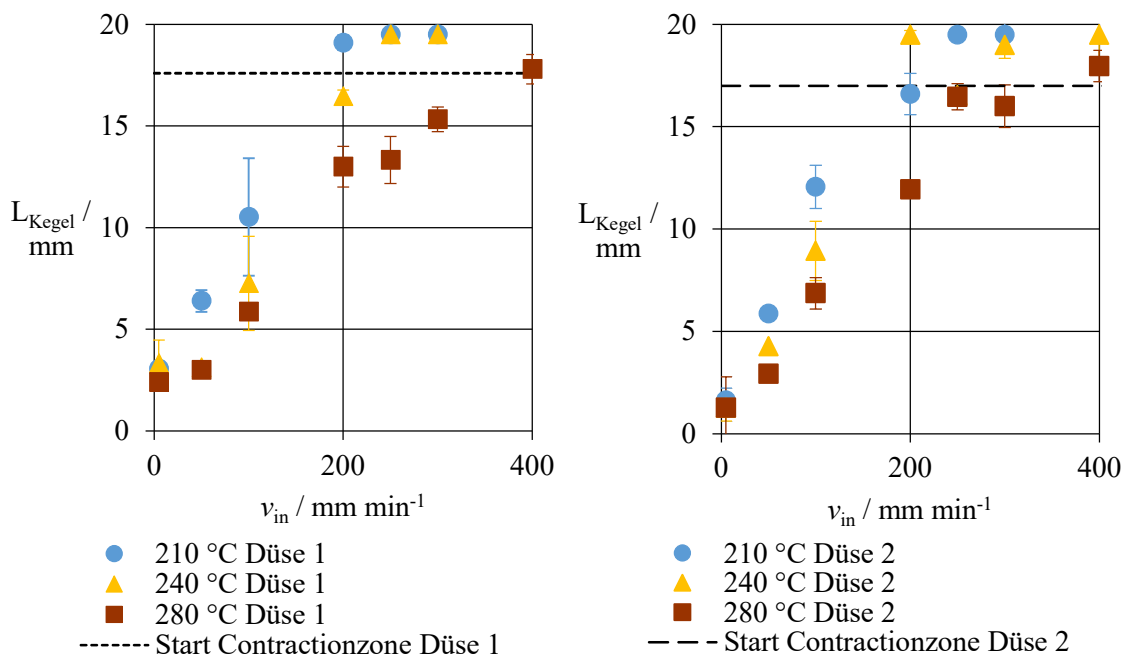 20
15
L_Kegel /
mm
10
5
0
0 200 400
v_in / mm min⁻¹
210 °C Düse 1
240 °C Düse 1
280 °C Düse 1
Start Contractionzone Düse 1
20
15
L_Kegel /
mm
10
5
0
0 200 400
v_in / mm min⁻¹
210 °C Düse 2
240 °C Düse 2
280 °C Düse 2
Start Contractionzone Düse 2